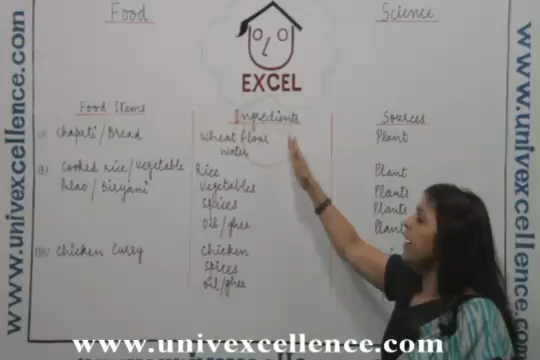 Food Science
EXCEL
Food Items Ingredients Sources
(i) Chapati/Bread Wheat flour Plant
water
(ii) Cooked rice/Vegetable Rice Plant
Pulao/Biryani Vegetables Plants
Spices Plants
Oil/ghee Plant
(iii) Chicken Curry Chicken
Spices
Oil/ghee
www.univexcellence.com
www.univexcellence.com
www.univexcellence.com